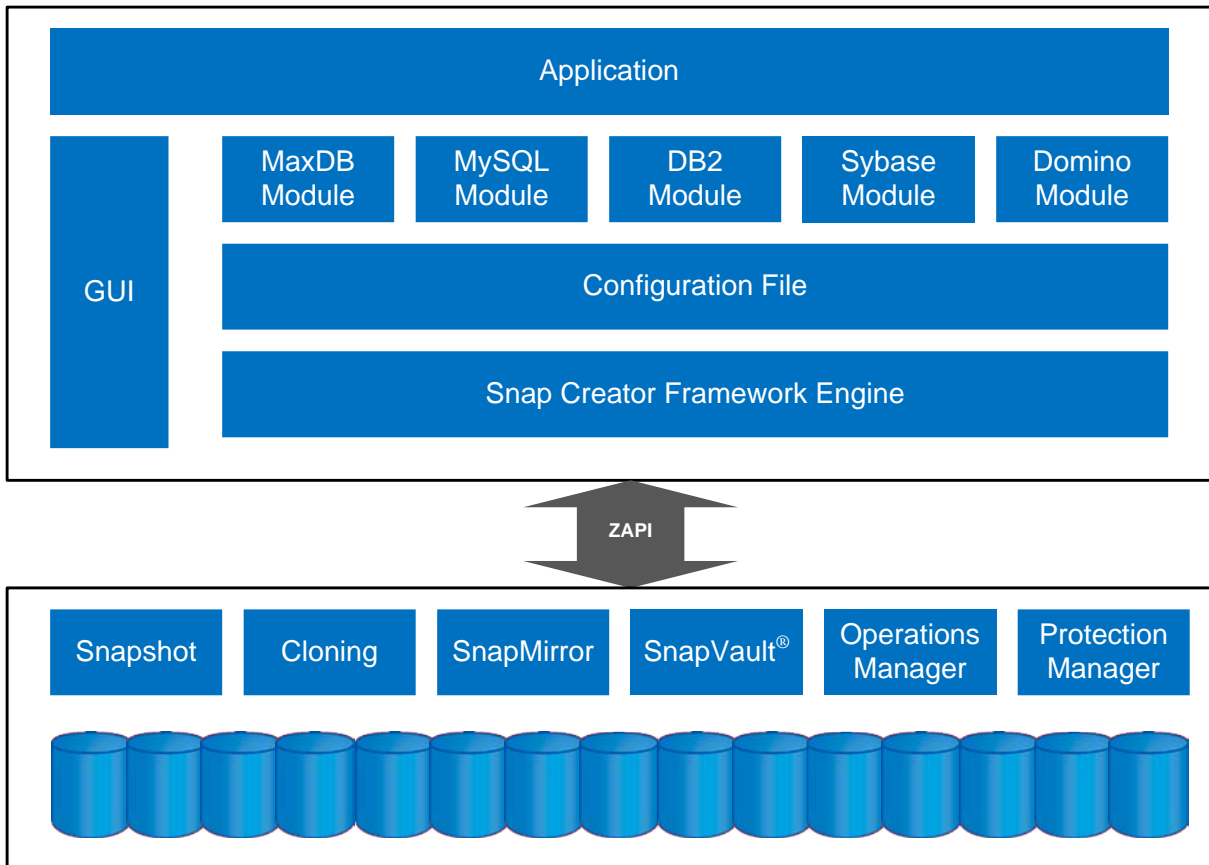 Application
GUI
MaxDB
Module
MySQL
Module
DB2
Module
Sybase
Module
Domino
Module
Configuration File
Snap Creator Framework Engine
ZAPI
Snapshot
Cloning
SnapMirror
SnapVault®
Operations
Manager
Protection
Manager